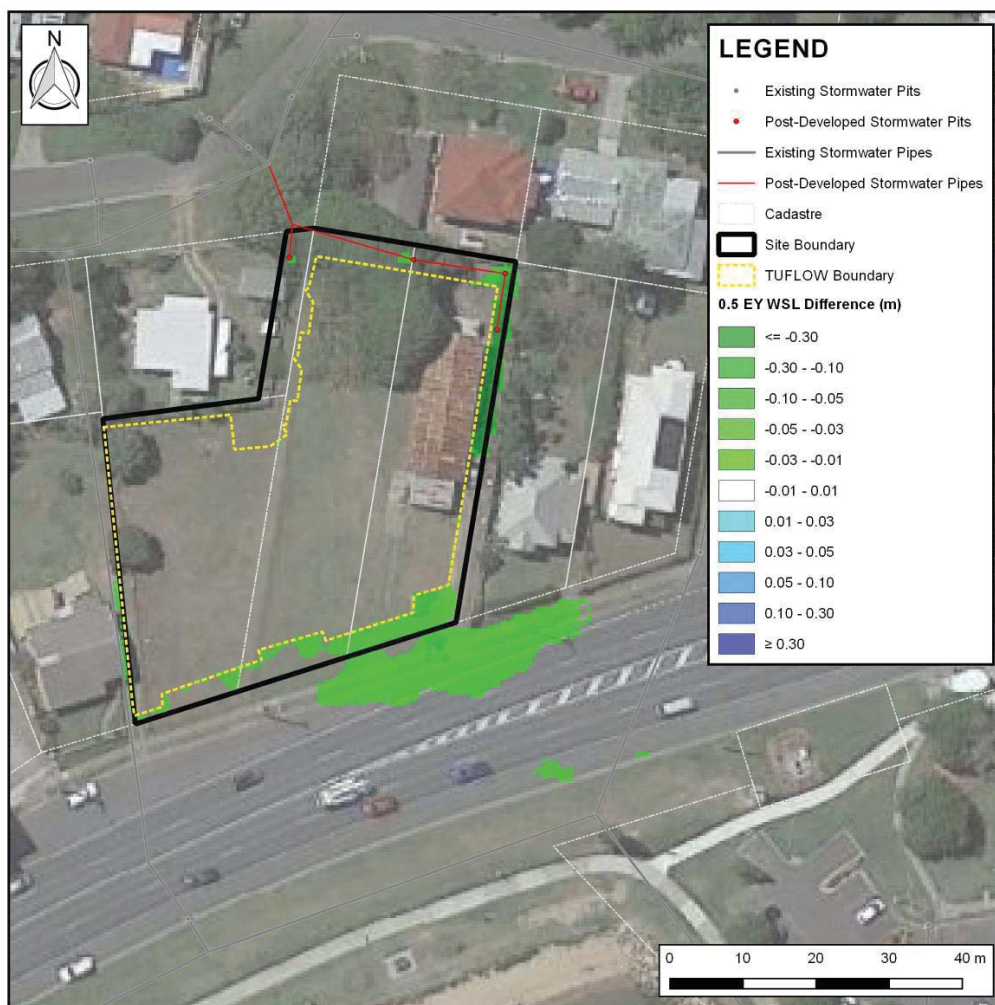 N
LEGEND
Existing Stormwater Pits
Post-Developed Stormwater Pits
Existing Stormwater Pipes
Post-Developed Stormwater Pipes
Cadastre
Site Boundary
TUFLOW Boundary
0.5 EY WSL Difference (m)
<= -0.30
-0.30 - -0.10
-0.10 - -0.05
-0.05 - -0.03
-0.03 - -0.01
-0.01 - 0.01
0.01 - 0.03
0.03 - 0.05
0.05 - 0.10
0.10 - 0.30
≥ 0.30
0 10 20 30 40 m